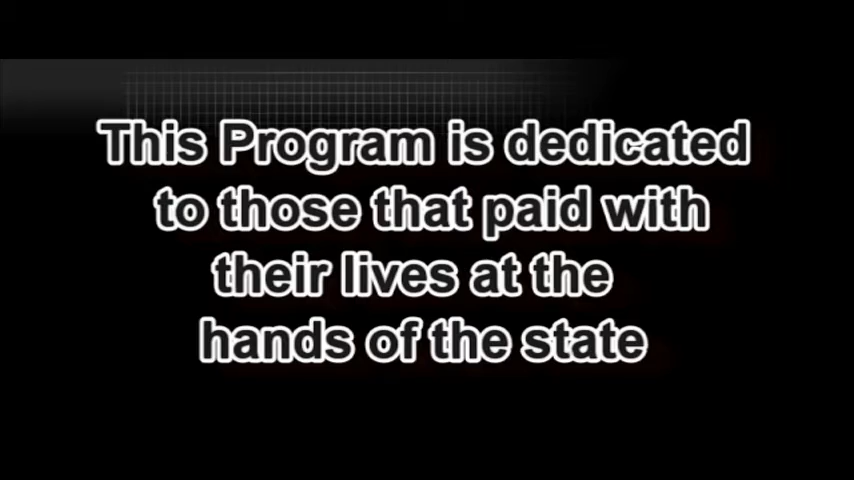 This Program is dedicated
to those that paid with
their lives at the
hands of the state